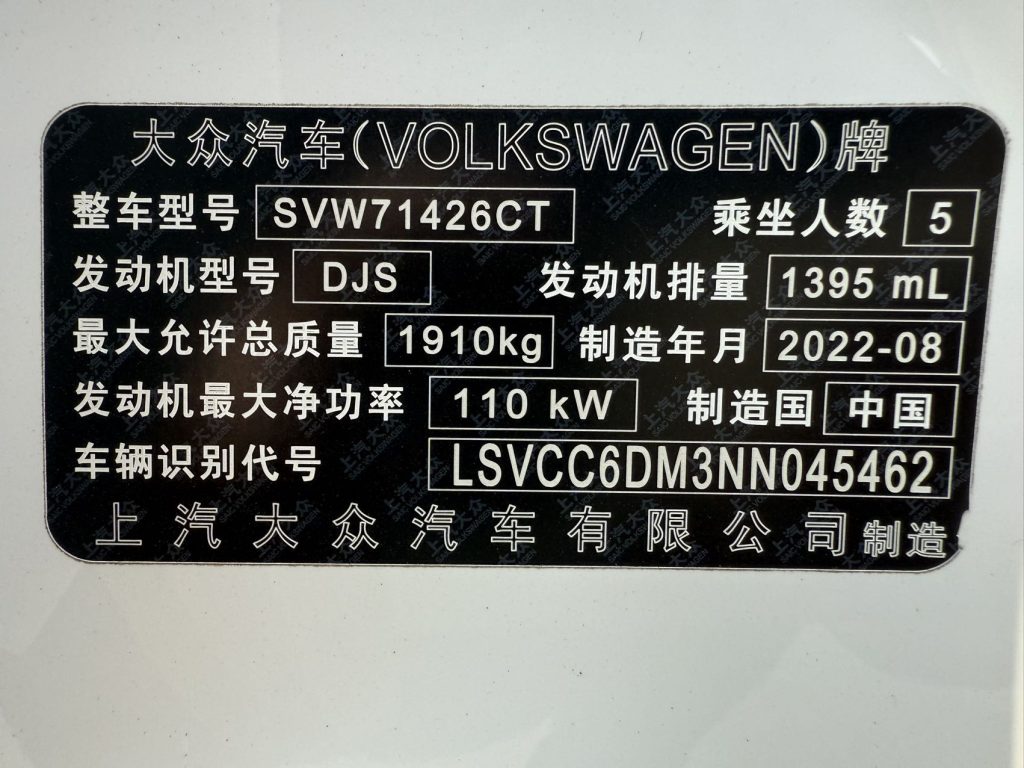 大众汽车(VOLKSWAGEN)牌
整车型号 SVW71426CT 乘坐人数 5
发动机型号 DJS 发动机排量 1395 mL
最大允许总质量 1910kg 制造年月 2022-08
发动机最大净功率 110 kW 制造国 中国
车辆识别代号 LSVCC6DM3NN045462
上汽大众汽车有限公司制造